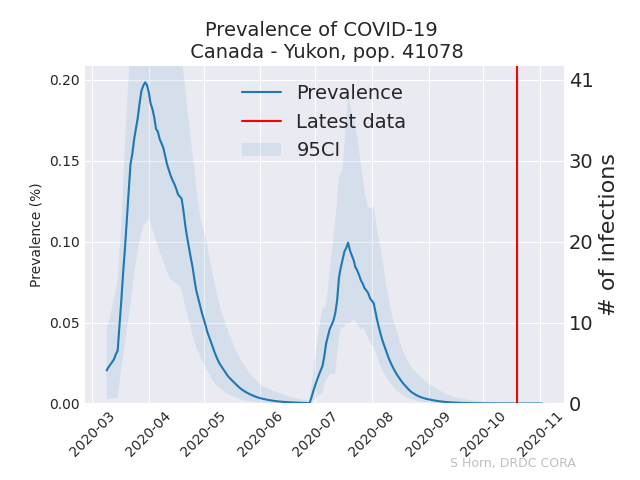 Prevalence of COVID-19
Canada - Yukon, pop. 41078
Prevalence
Latest data
95CI
Prevalence (%)
0.20
0.15
0.10
0.05
0.00
41
30
20
10
0
# of infections
2020-03
2020-04
2020-05
2020-06
2020-07
2020-08
2020-09
2020-10
2020-11
S Horn, DRDC CORA